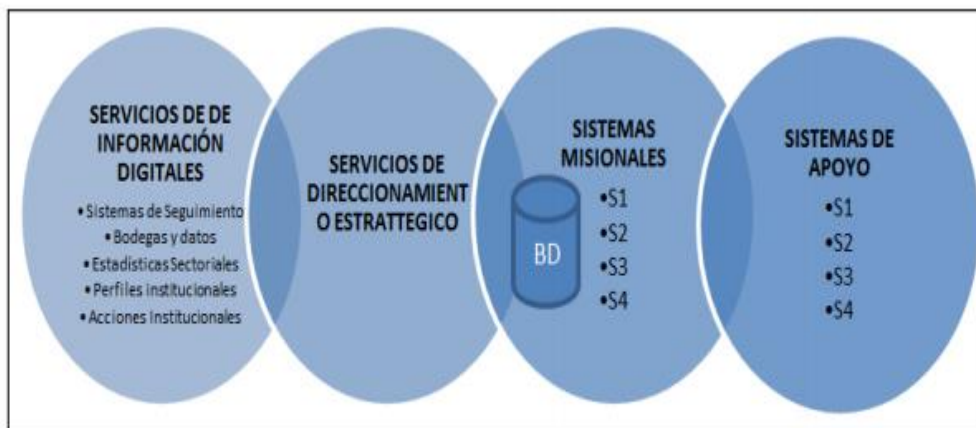 SERVICIOS DE DE
INFORMACIÓN
DIGITALES
•Sistemas de Seguimiento
•Bodegas y datos
•Estadísticas Sectoriales
•Perfiles institucionales
•Acciones Institucionales
SERVICIOS DE
DIRECCIONAMIENT
O ESTRATTEGICO
SISTEMAS
MISIONALES
•S1
•S2
•S3
•S4
BD
SISTEMAS DE
APOYO
•S1
•S2
•S3
•S4